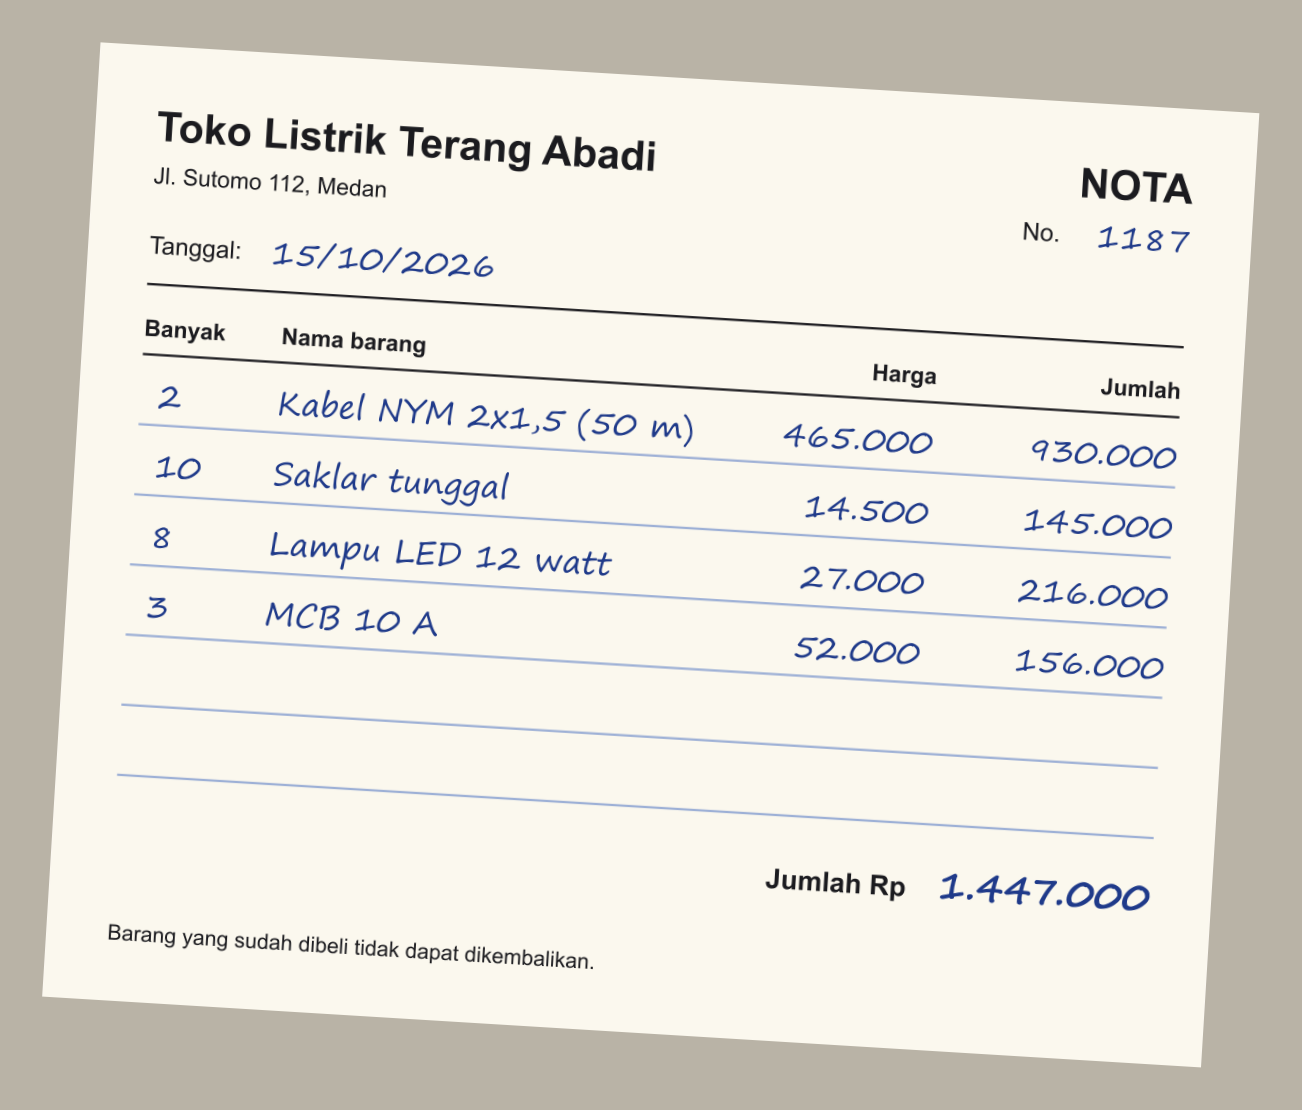 Toko Listrik Terang Abadi
NOTA
Jl. Sutomo 112, Medan
No. 1187
Tanggal: 15/10/2026
Banyak Nama barang Harga Jumlah
2 Kabel NYM 2x1,5 (50 m) 465.000 930.000
10 Saklar tunggal 14.500 145.000
8 Lampu LED 12 watt 27.000 216.000
3 MCB 10 A 52.000 156.000
Jumlah Rp 1.447.000
Barang yang sudah dibeli tidak dapat dikembalikan.